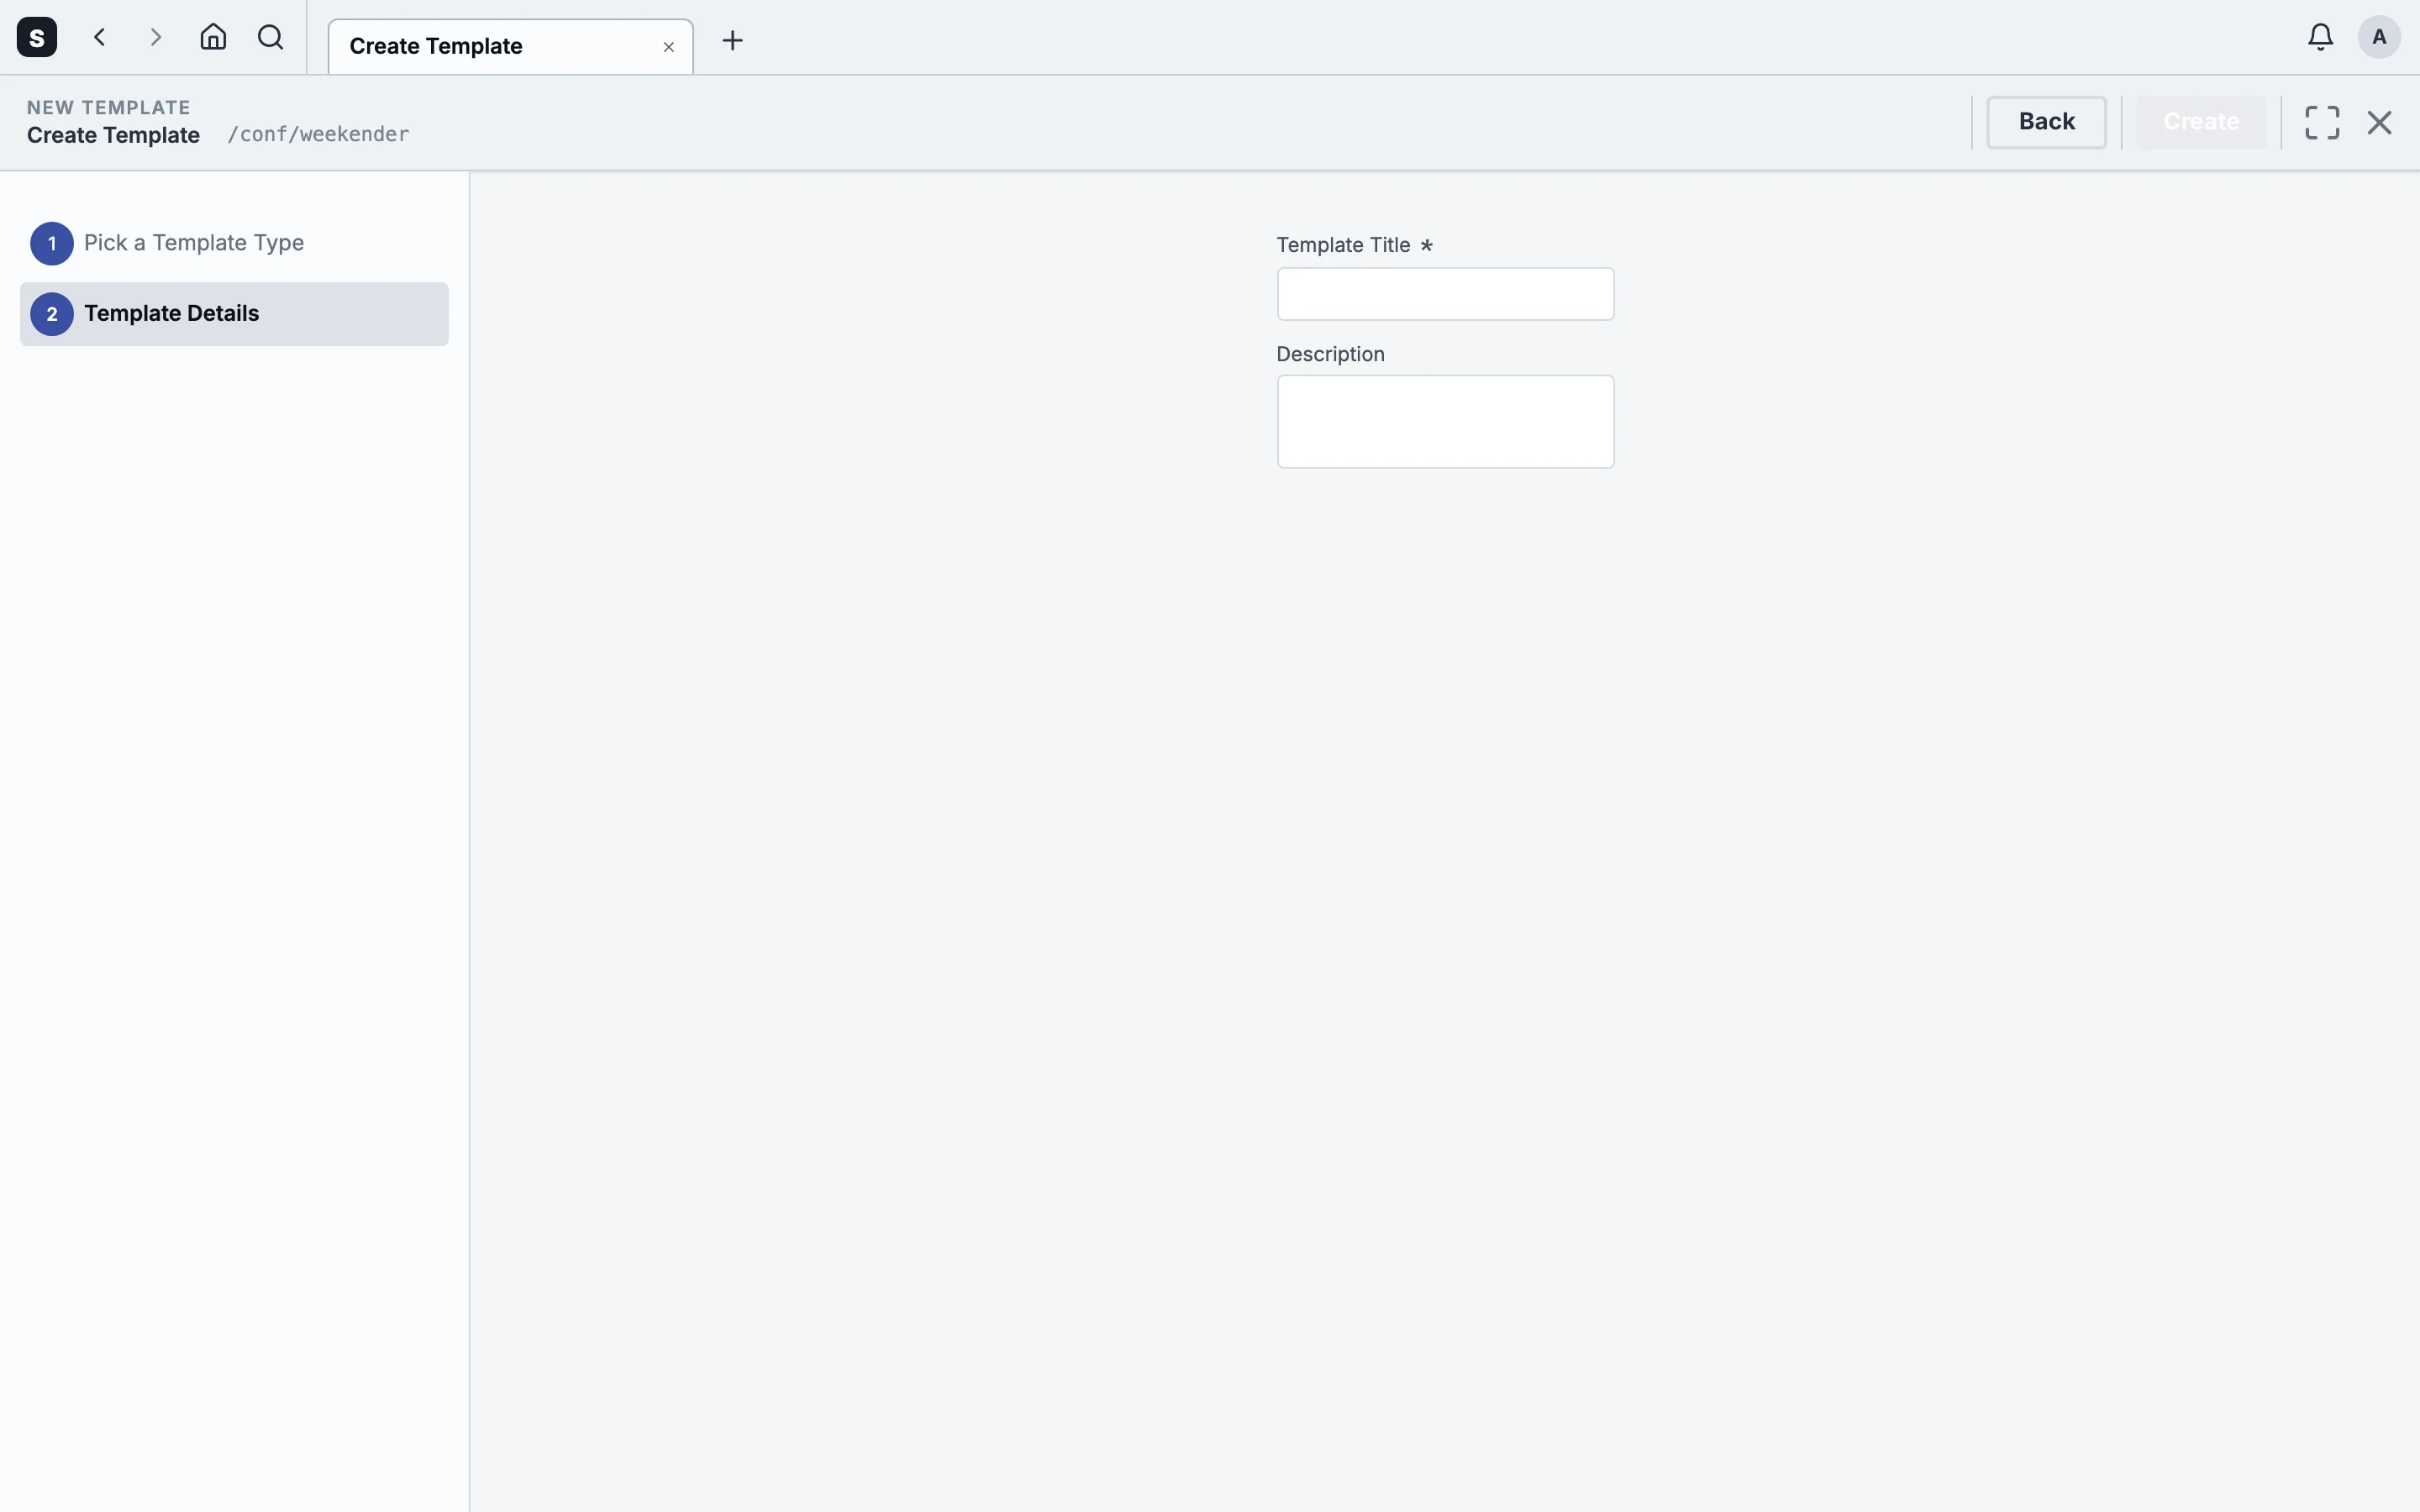 S
Create Template
A
NEW TEMPLATE
Create Template /conf/weekender
Back
Create
1 Pick a Template Type
2 Template Details
Template Title *
Description